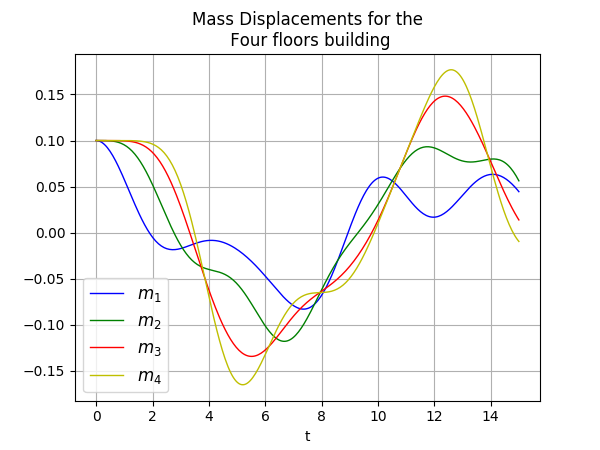 Mass Displacements for the
Four floors building
0.15
0.10
0.05
0.00
−0.05
−0.10
−0.15
m1
m2
m3
m4
0 2 4 6 8 10 12 14
t